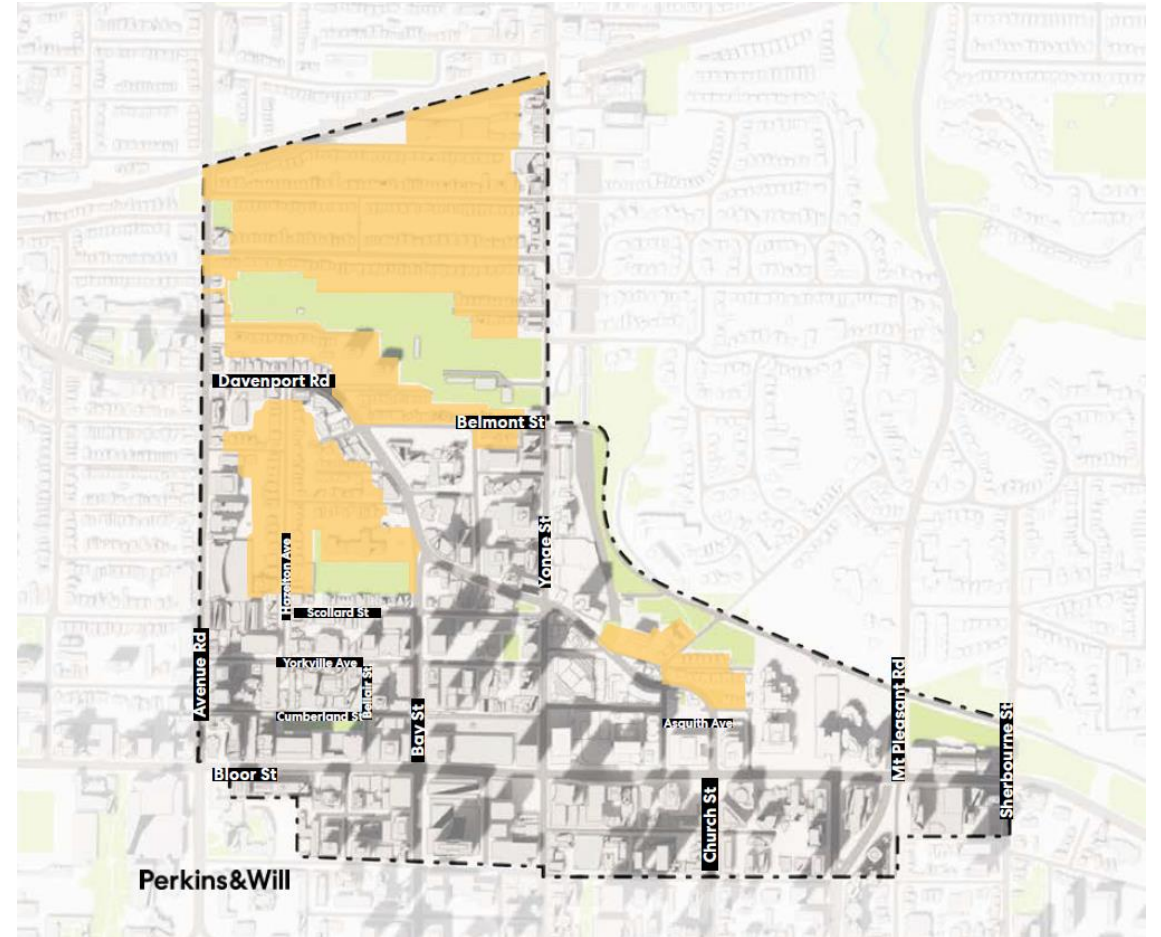 Davenport Rd
Belmont St
Yonge St
Hazelton Ave
Scollard St
Avenue Rd
Yorkville Ave
Bellair St
Cumberland St
Bay St
Asquith Ave
Mt Pleasant Rd
Sherbourne St
Bloor St
Church St
Perkins&Will